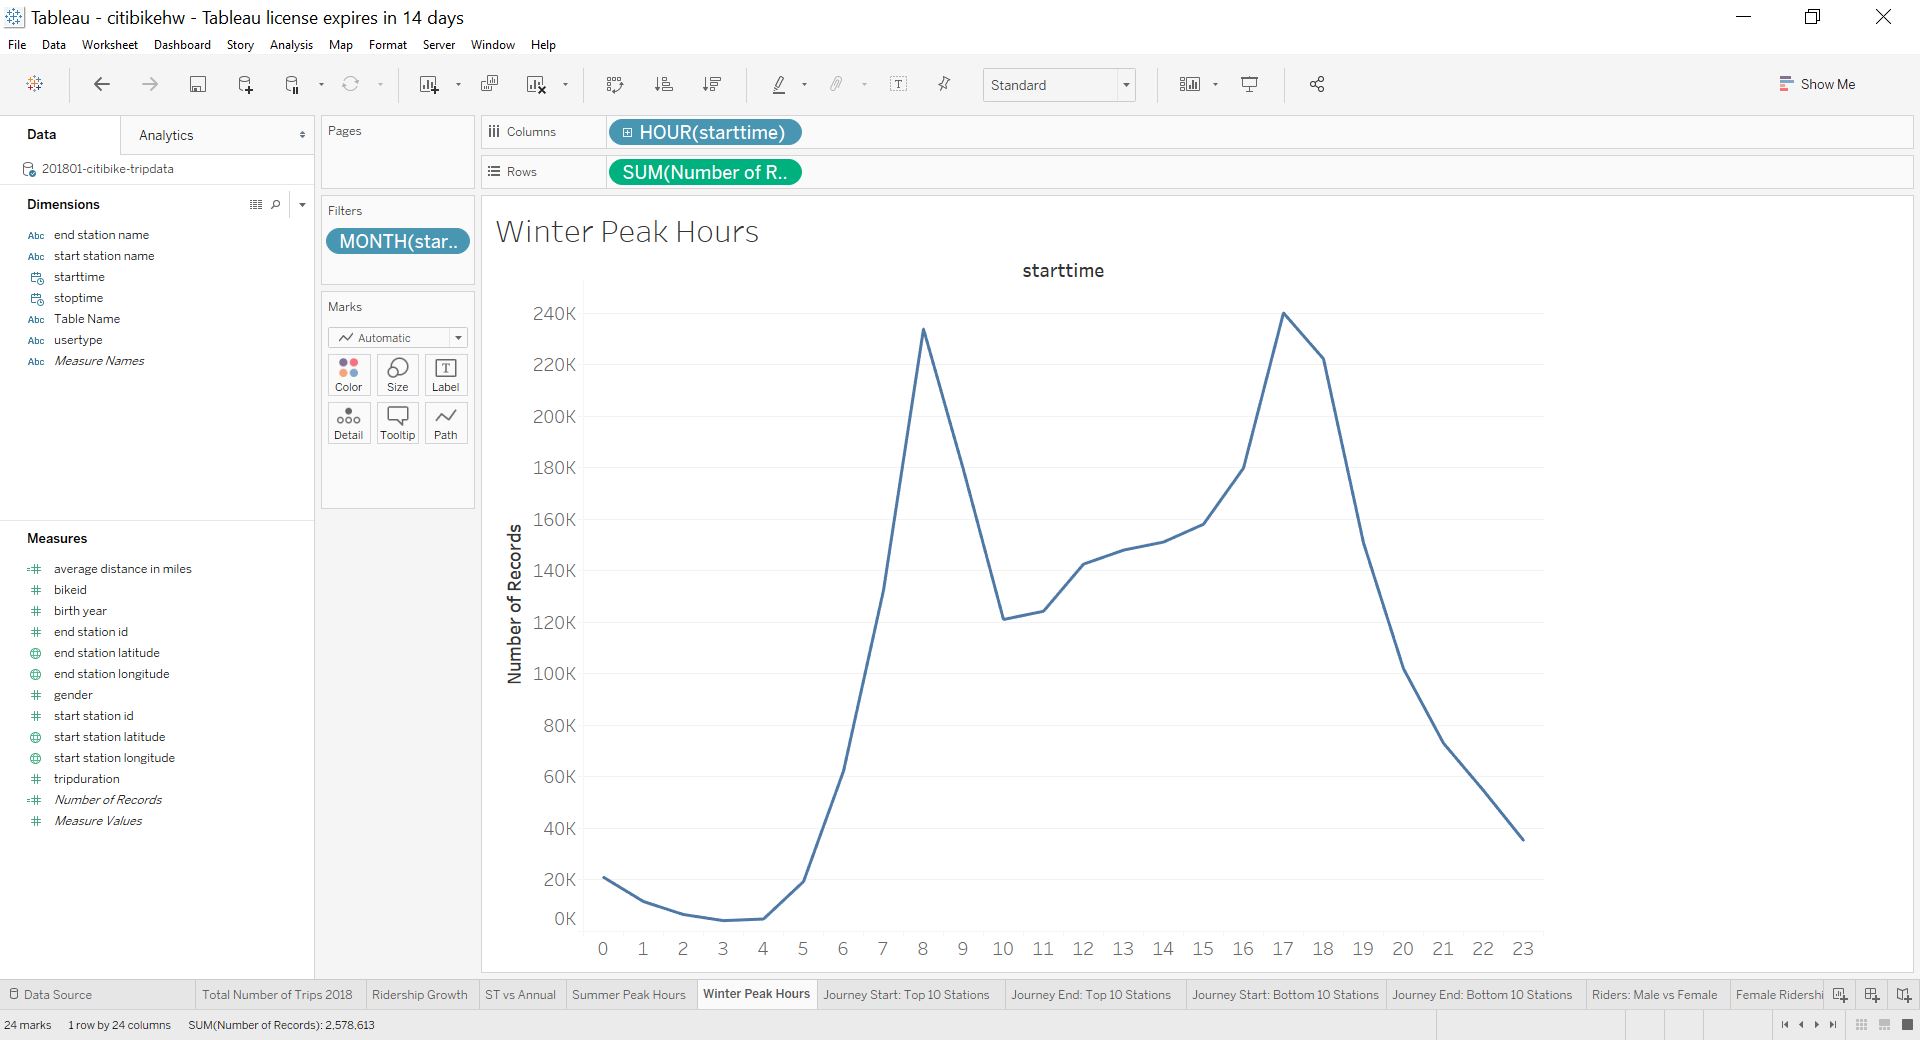 Tableau - citibikehw - Tableau license expires in 14 days
File Data Worksheet Dashboard Story Analysis Map Format Server Window Help
Standard
Show Me
Data
Analytics
201801-citibike-tripdata
Dimensions
Abc end station name
Abc start station name
starttime
stoptime
Abc Table Name
Abc usertype
Abc Measure Names
Measures
average distance in miles
bikeid
birth year
end station id
end station latitude
end station longitude
gender
start station id
start station latitude
start station longitude
tripduration
Number of Records
Measure Values
Pages
Filters
MONTH(star..
Marks
Automatic
Color Size Label
Detail Tooltip Path
Columns HOUR(starttime)
Rows SUM(Number of R..
Winter Peak Hours
starttime
Number of Records
240K
220K
200K
180K
160K
140K
120K
100K
80K
60K
40K
20K
0K
0 1 2 3 4 5 6 7 8 9 10 11 12 13 14 15 16 17 18 19 20 21 22 23
Data Source Total Number of Trips 2018 Ridership Growth ST vs Annual Summer Peak Hours Winter Peak Hours Journey Start: Top 10 Stations Journey End: Top 10 Stations Journey Start: Bottom 10 Stations Journey End: Bottom 10 Stations Riders: Male vs Female Female Ridershi
24 marks 1 row by 24 columns SUM(Number of Records): 2,578,613